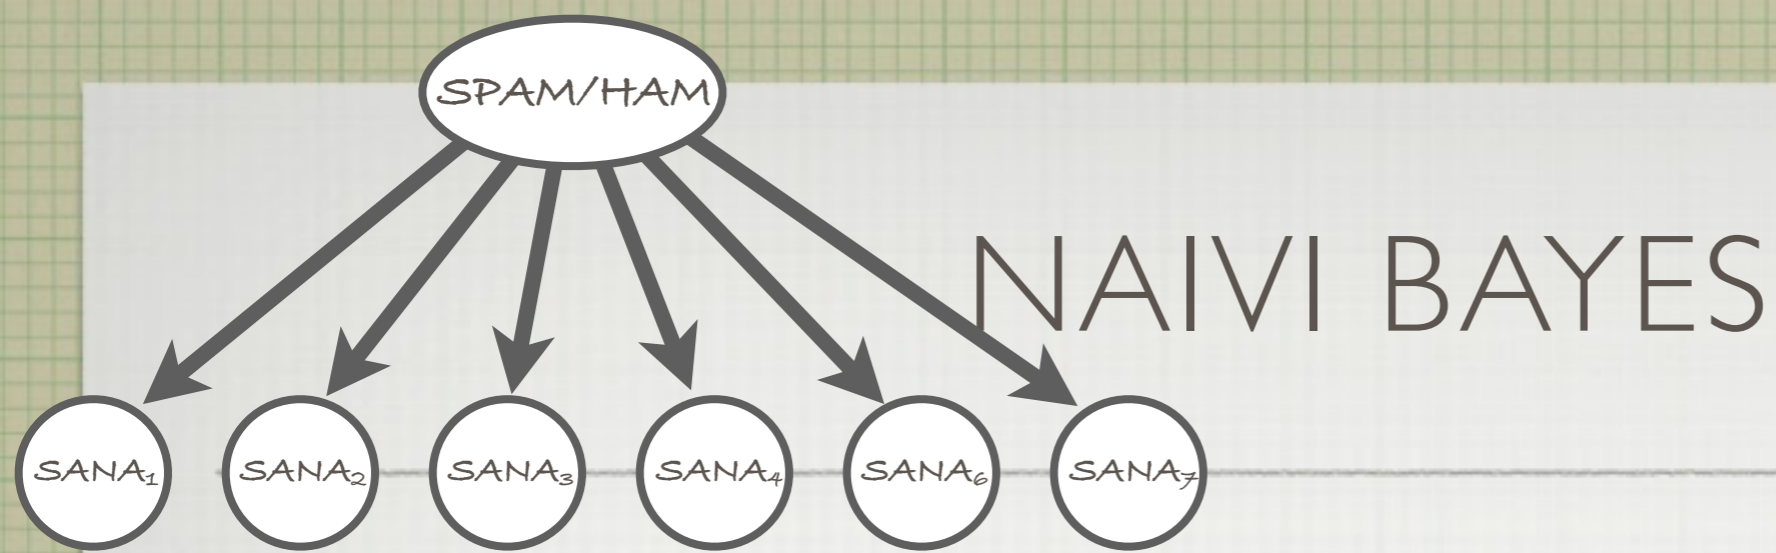 SPAM/HAM
NAIVI BAYES
SANA₁ SANA₂ SANA₃ SANA₄ SANA₆ SANA₇